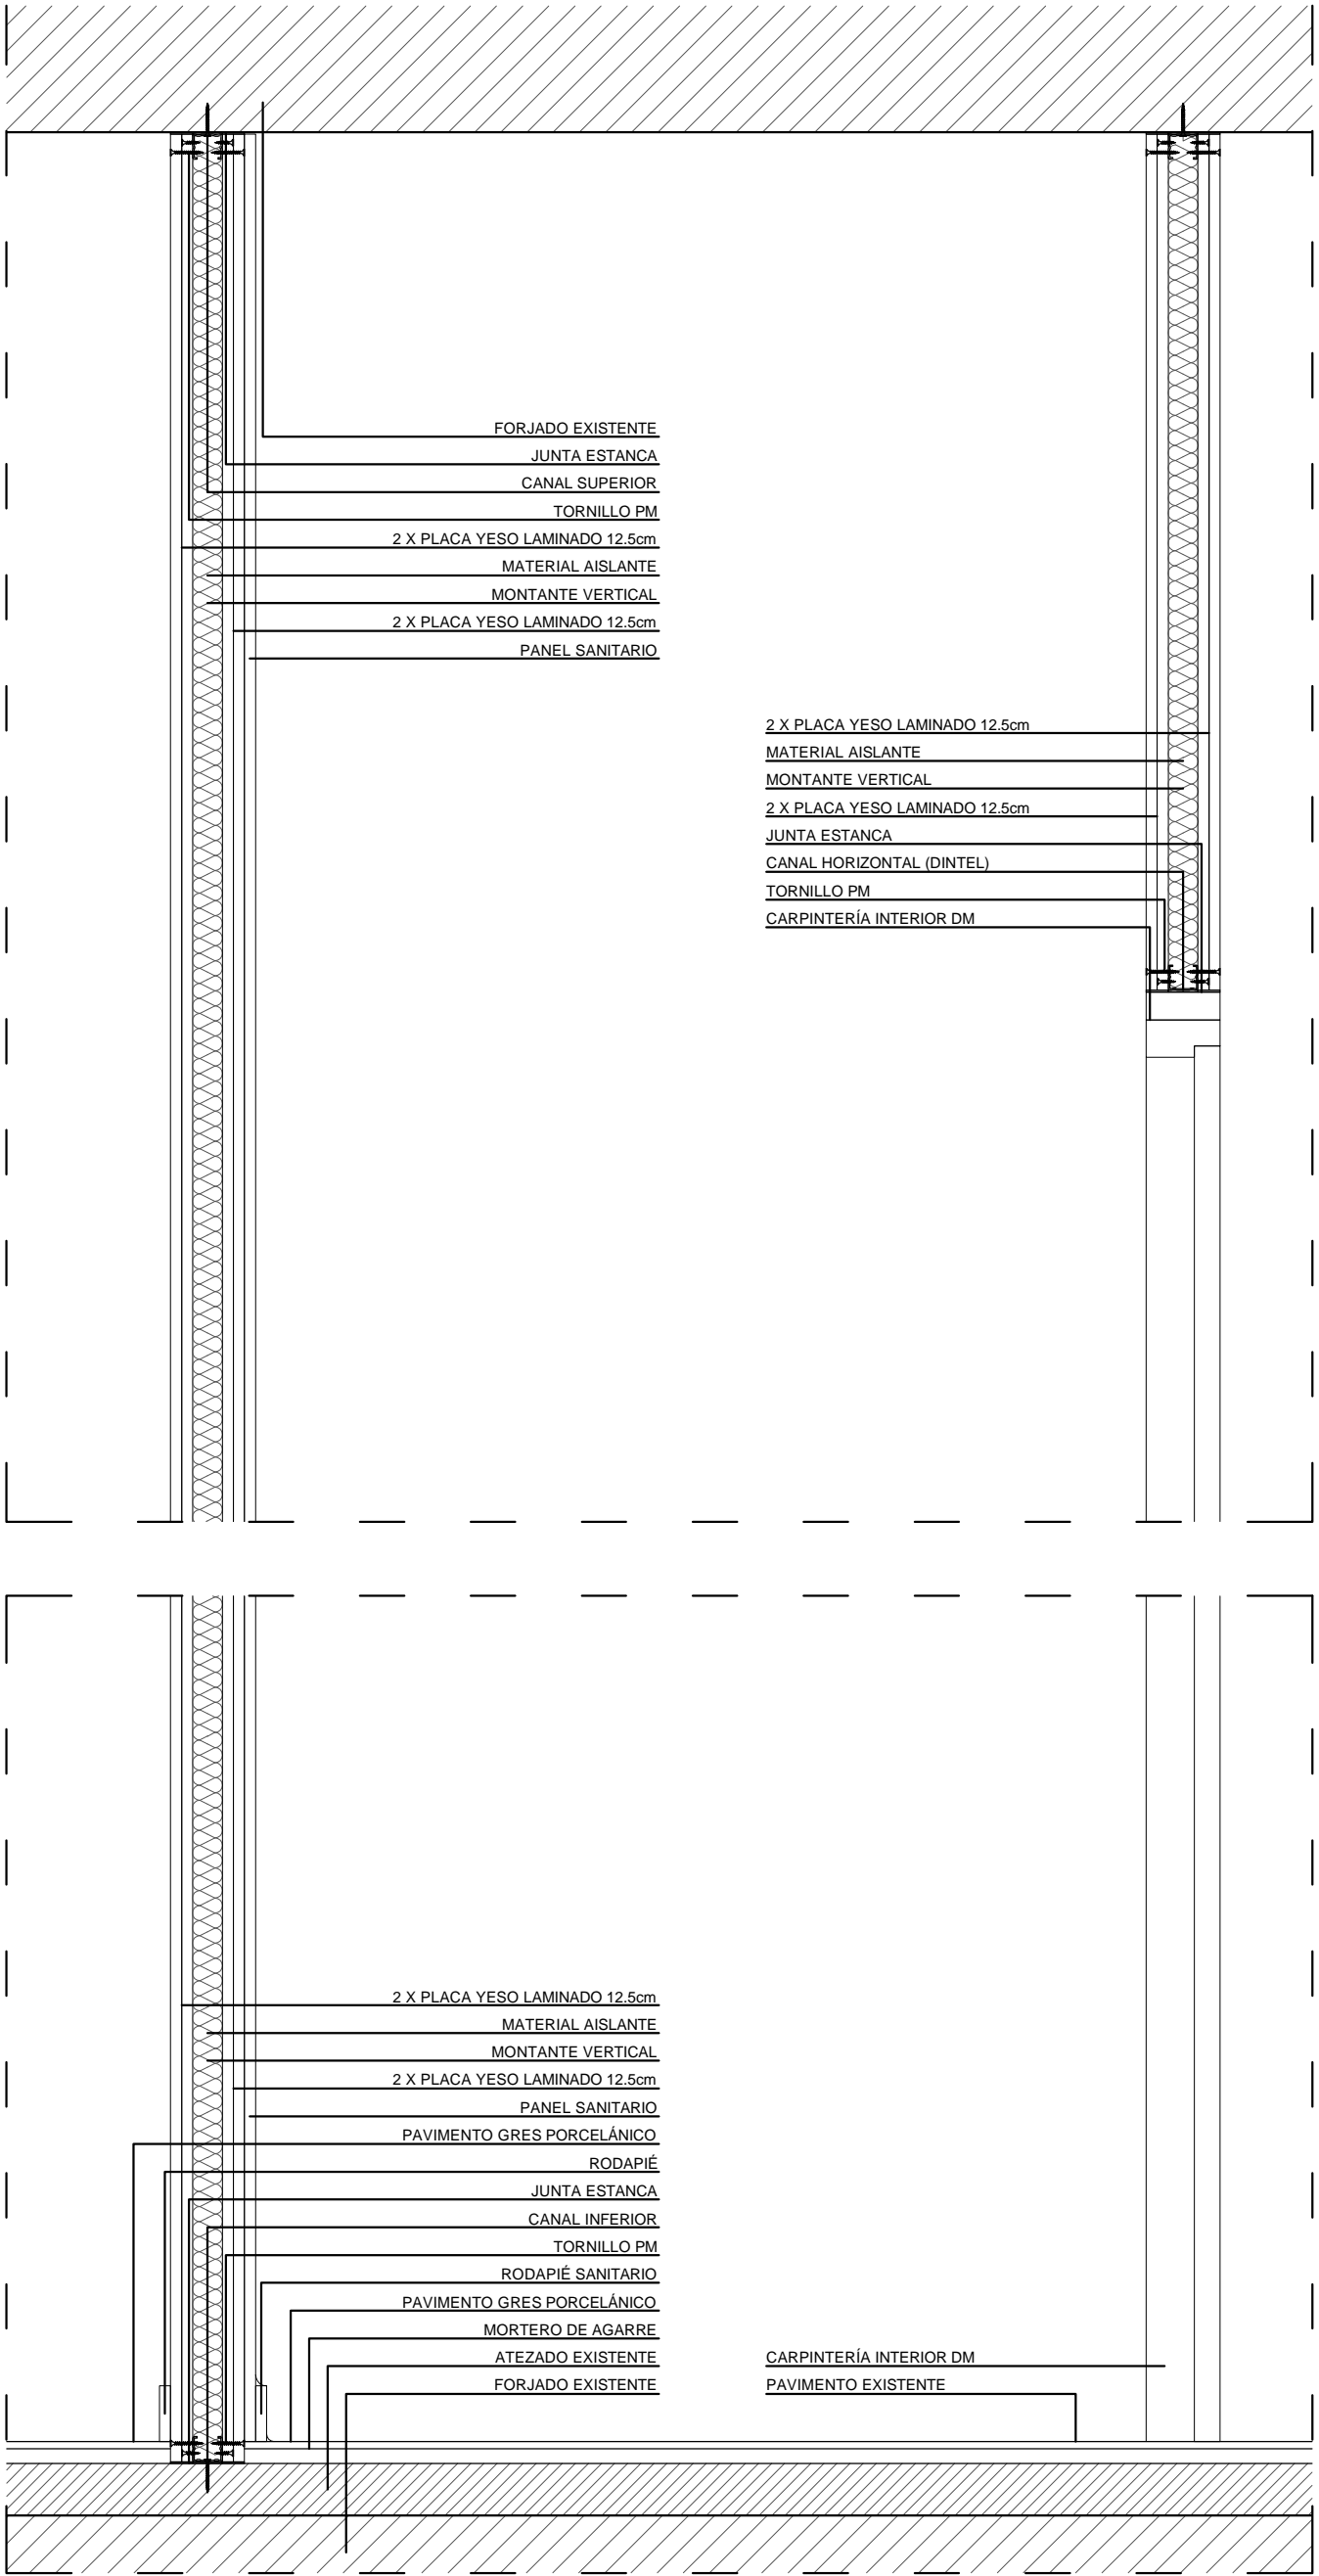 FORJADO EXISTENTE
JUNTA ESTANCA
CANAL SUPERIOR
TORNILLO PM
2 X PLACA YESO LAMINADO 12.5cm
MATERIAL AISLANTE
MONTANTE VERTICAL
2 X PLACA YESO LAMINADO 12.5cm
PANEL SANITARIO
2 X PLACA YESO LAMINADO 12.5cm
MATERIAL AISLANTE
MONTANTE VERTICAL
2 X PLACA YESO LAMINADO 12.5cm
JUNTA ESTANCA
CANAL HORIZONTAL (DINTEL)
TORNILLO PM
CARPINTERÍA INTERIOR DM
2 X PLACA YESO LAMINADO 12.5cm
MATERIAL AISLANTE
MONTANTE VERTICAL
2 X PLACA YESO LAMINADO 12.5cm
PANEL SANITARIO
PAVIMENTO GRES PORCELÁNICO
RODAPIÉ
JUNTA ESTANCA
CANAL INFERIOR
TORNILLO PM
RODAPIÉ SANITARIO
PAVIMENTO GRES PORCELÁNICO
MORTERO DE AGARRE
ATEZADO EXISTENTE
FORJADO EXISTENTE
CARPINTERÍA INTERIOR DM
PAVIMENTO EXISTENTE